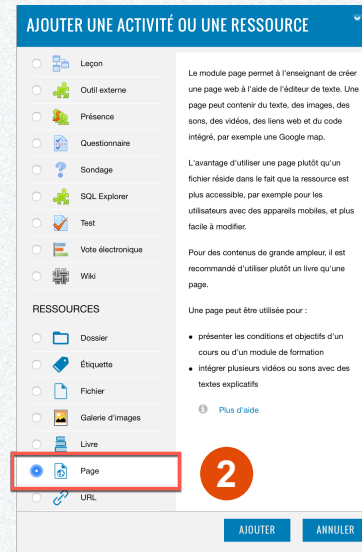 AJOUTER UNE ACTIVITÉ OU UNE RESSOURCE
Leçon
Outil externe
Présence
Questionnaire
Sondage
SQL Explorer
Test
Vote électronique
Wiki
RESSOURCES
Dossier
Étiquette
Fichier
Galerie d'images
Livre
Page
URL
Le module page permet à l'enseignant de créer
une page web à l'aide de l'éditeur de texte. Une
page peut contenir du texte, des images, des
sons, des vidéos, des liens web et du code
intégré, par exemple une Google map.
L'avantage d'utiliser une page plutôt qu'un
fichier réside dans le fait que la ressource est
plus accessible, par exemple pour les
utilisateurs avec des appareils mobiles, et plus
facile à modifier.
Pour des contenus de grande ampleur, il est
recommandé d'utiliser plutôt un livre qu'une
page.
Une page peut être utilisée pour :
• présenter les conditions et objectifs d'un
cours ou d'un module de formation
• intégrer plusieurs vidéos ou sons avec des
textes explicatifs
Plus d'aide
2
AJOUTER
ANNULER